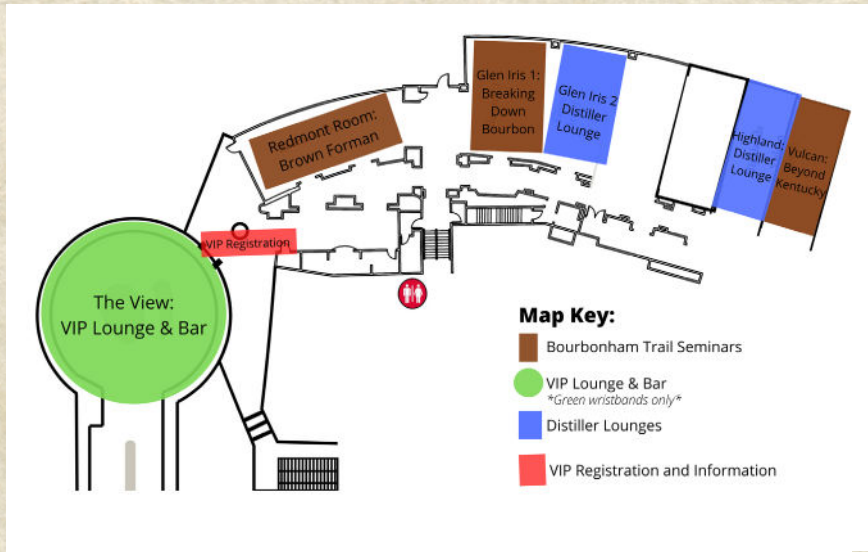 Glen Iris 1:
Breaking
Down
Bourbon
Glen Iris 2
Distiller
Lounge
Redmont Room:
Brown Forman
Highland:
Distiller
Lounge
Vulcan:
Beyond
Kentucky
VIP Registration
The View:
VIP Lounge & Bar
Map Key:
Bourbonham Trail Seminars
VIP Lounge & Bar
*Green wristbands only*
Distiller Lounges
VIP Registration and Information